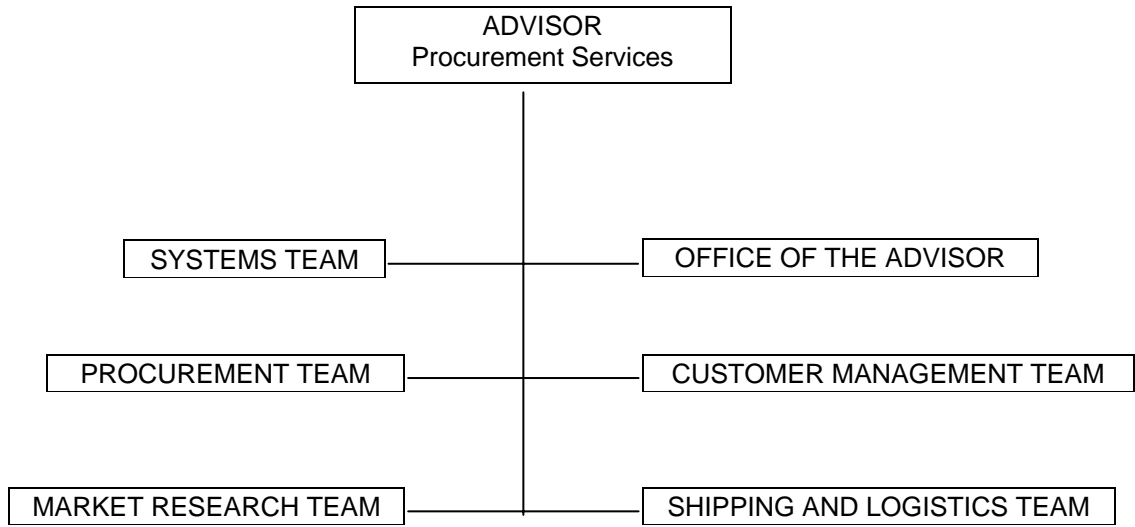 ADVISOR
Procurement Services
SYSTEMS TEAM
OFFICE OF THE ADVISOR
PROCUREMENT TEAM
CUSTOMER MANAGEMENT TEAM
MARKET RESEARCH TEAM
SHIPPING AND LOGISTICS TEAM